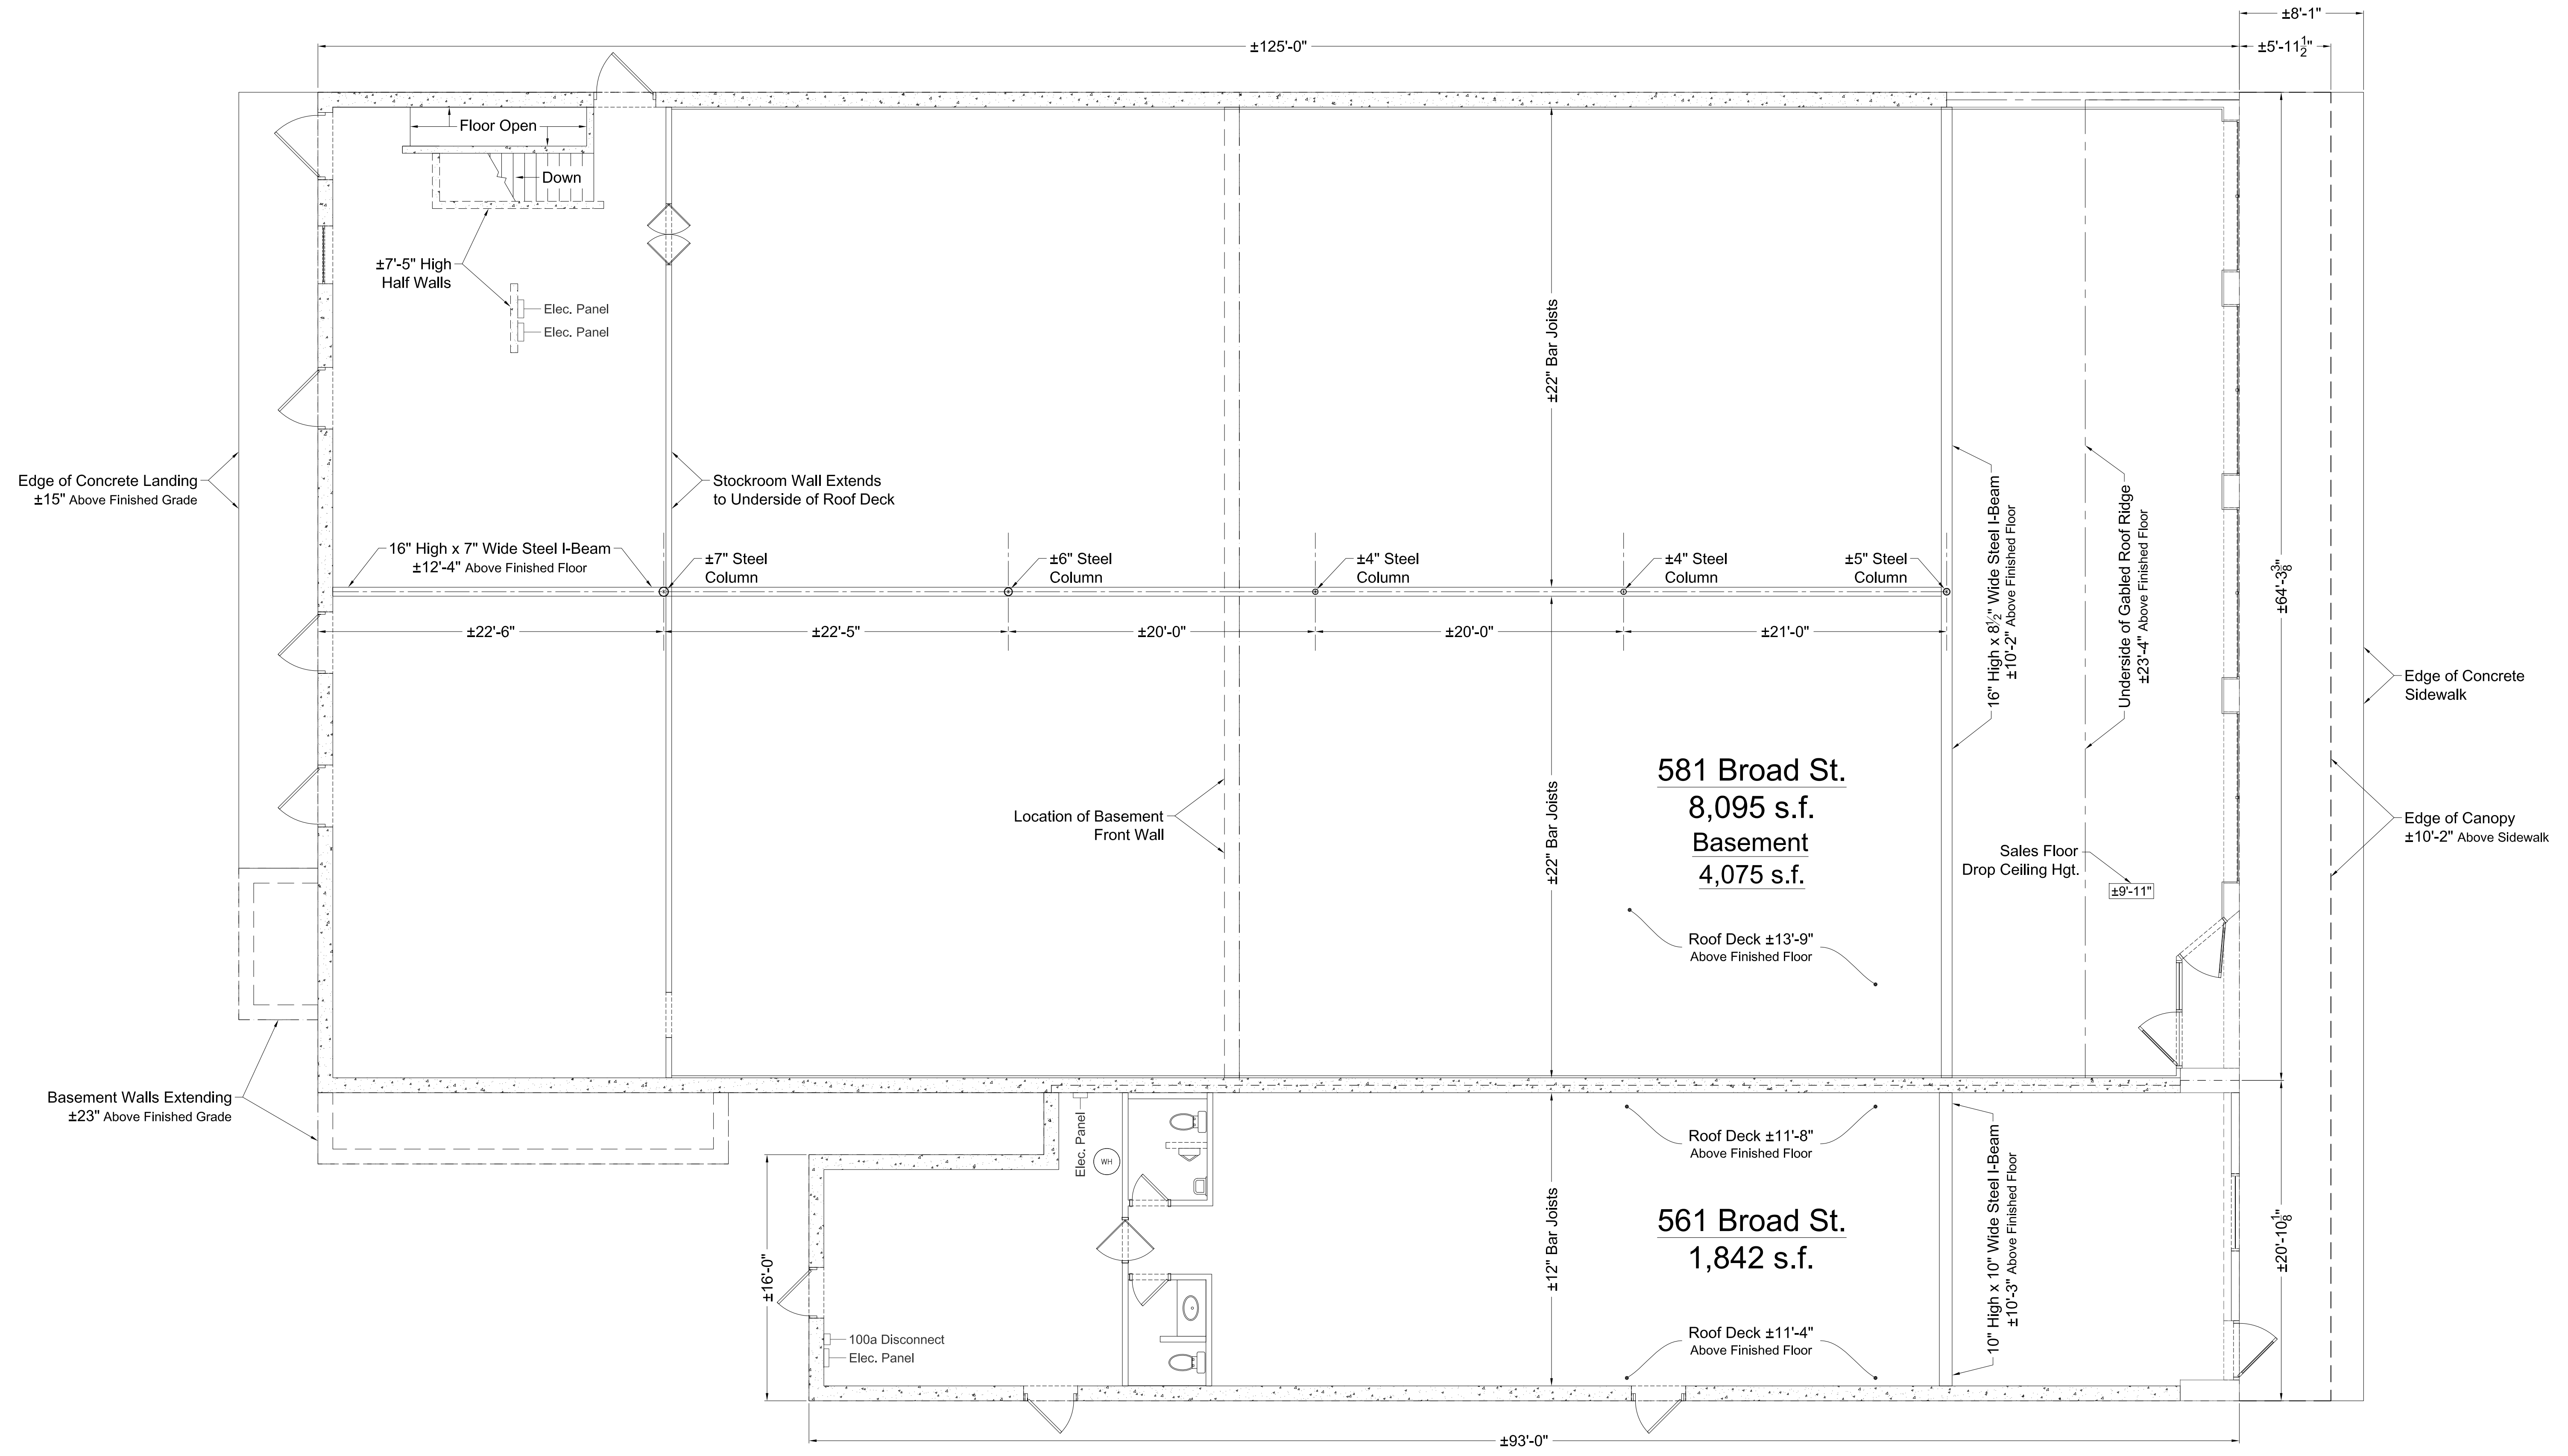 ±8'-1"
±125'-0"
±5'-11½"
Floor Open
Down
±7'-5" High
Half Walls
Elec. Panel
Elec. Panel
±22" Bar Joists
Edge of Concrete Landing
±15" Above Finished Grade
Stockroom Wall Extends
to Underside of Roof Deck
16" High x 7" Wide Steel I-Beam
±12'-4" Above Finished Floor
±7" Steel
Column
±6" Steel
Column
±4" Steel
Column
±4" Steel
Column
±5" Steel
Column
16" High x 8½" Wide Steel I-Beam
±10'-2" Above Finished Floor
Underside of Gabled Roof Ridge
±23'-4" Above Finished Floor
±64'-3⅜"
±22'-6"
±22'-5"
±20'-0"
±20'-0"
±21'-0"
Edge of Concrete
Sidewalk
581 Broad St.
8,095 s.f.
Basement
4,075 s.f.
Location of Basement
Front Wall
±22" Bar Joists
Edge of Canopy
±10'-2" Above Sidewalk
Sales Floor
Drop Ceiling Hgt.
±9'-11"
Roof Deck ±13'-9"
Above Finished Floor
Basement Walls Extending
±23" Above Finished Grade
Elec. Panel
WH
Roof Deck ±11'-8"
Above Finished Floor
10" High x 10" Wide Steel I-Beam
±10'-3" Above Finished Floor
±16'-0"
±12" Bar Joists
561 Broad St.
1,842 s.f.
±20'-10⅛"
100a Disconnect
Elec. Panel
Roof Deck ±11'-4"
Above Finished Floor
±93'-0"